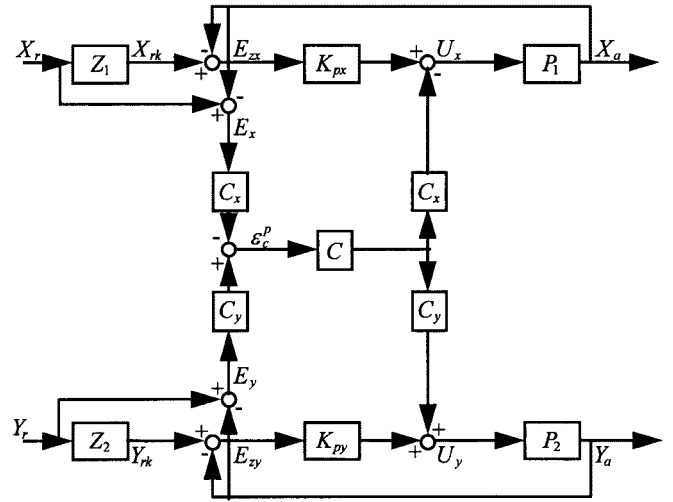 X_r Z_1 X_rk - + E_zx K_px + - U_x P_1 X_a
+ -
E_x
C_x C_x
- + ε_c^p C
C_y C_y
E_y
+ -
Y_r Z_2 Y_rk + - E_zy K_py + + U_y P_2 Y_a